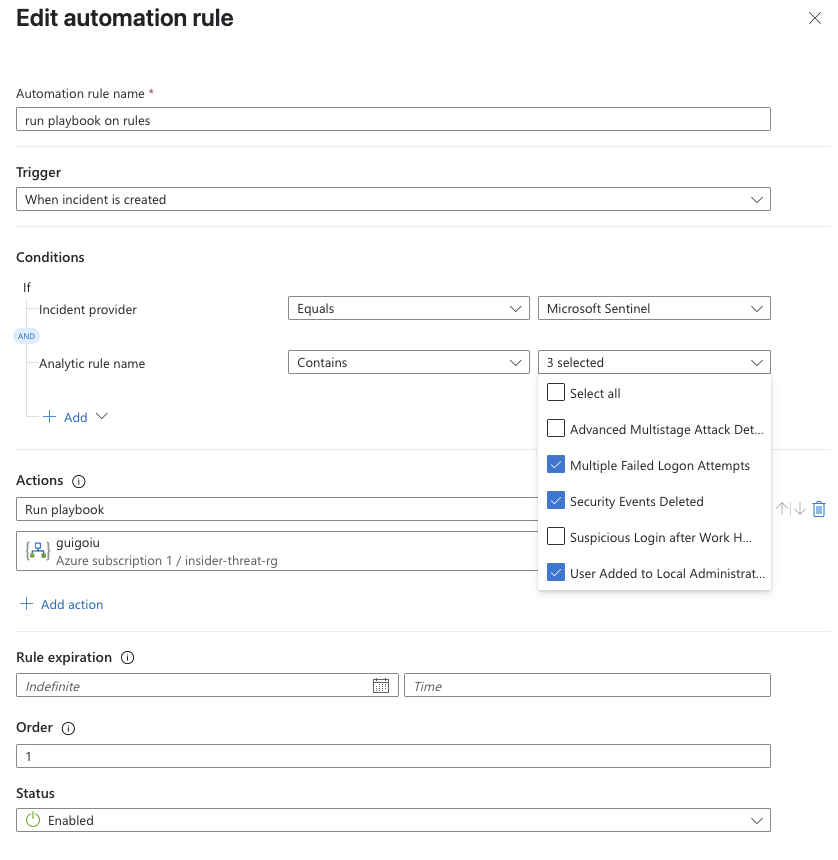 Edit automation rule
Automation rule name *
run playbook on rules
Trigger
When incident is created
Conditions
If
Incident provider
Equals
Microsoft Sentinel
AND
Analytic rule name
Contains
3 selected
Select all
Advanced Multistage Attack Det...
Multiple Failed Logon Attempts
Security Events Deleted
Suspicious Login after Work H...
User Added to Local Administrat...
Add
Actions
Run playbook
guigoiu
Azure subscription 1 / insider-threat-rg
Add action
Rule expiration
Indefinite
Time
Order
1
Status
Enabled